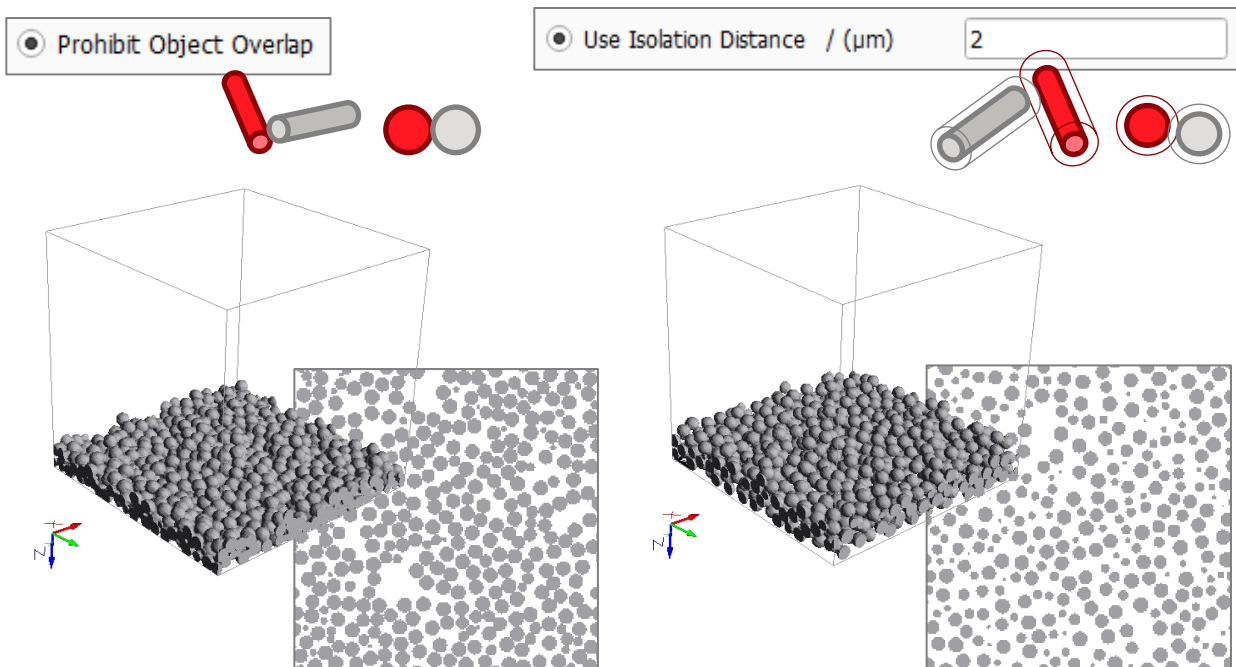 Prohibit Object Overlap
Use Isolation Distance / (µm) 2
X
Z
X
Z